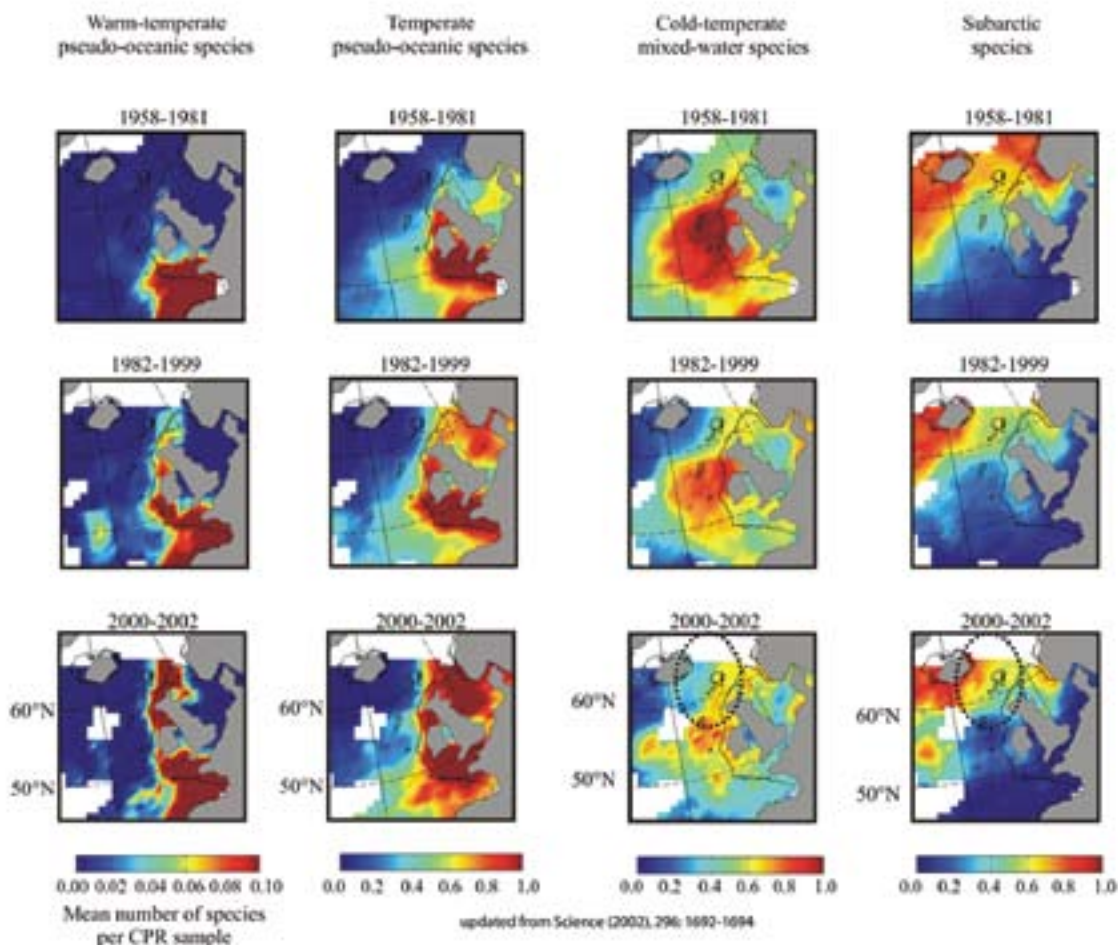 Warm-temperate
pseudo-oceanic species
Temperate
pseudo-oceanic species
Cold-temperate
mixed-water species
Subarctic
species
1958-1981
1958-1981
1958-1981
1958-1981
1982-1999
1982-1999
1982-1999
1982-1999
2000-2002
2000-2002
2000-2002
2000-2002
60°N
60°N
60°N
60°N
50°N
50°N
50°N
50°N
0.00 0.02 0.04 0.06 0.08 0.10
0.0 0.2 0.4 0.6 0.8 1.0
0.0 0.2 0.4 0.6 0.8 1.0
0.0 0.2 0.4 0.6 0.8 1.0
Mean number of species
per CPR sample
updated from Science (2002), 296: 1692-1694